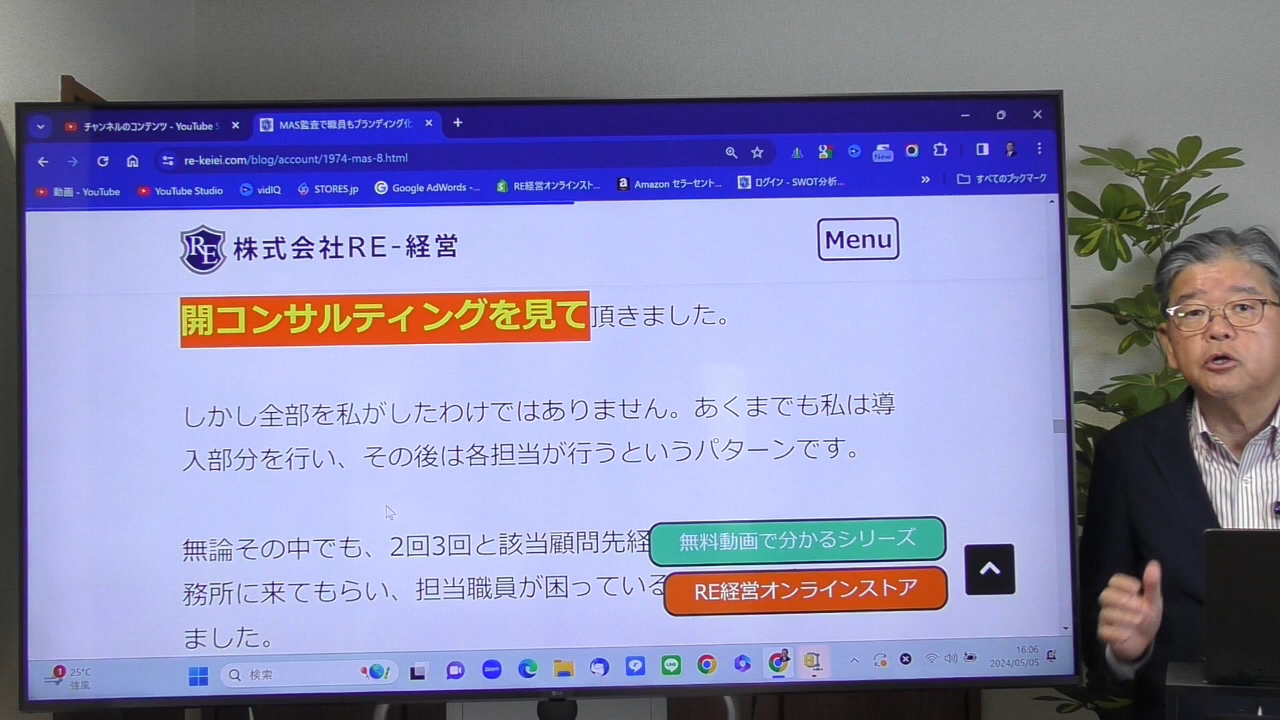 チャンネルのコンテンツ - YouTube S
MAS監査で職員もブランディング化
re-keiei.com/blog/account/1974-mas-8.html
New
動画 - YouTube
YouTube Studio
vidIQ
STORES.jp
Google AdWords -...
RE経営オンラインスト...
Amazon セラーセント...
ログイン - SWOT分析...
»
すべてのブックマーク
RE
株式会社RE-経営
Menu
開コンサルティングを見て頂きました。
しかし全部を私がしたわけではありません。あくまでも私は導
入部分を行い、その後は各担当が行うというパターンです。
無論その中でも、2回3回と該当顧問先経
無料動画で分かるシリーズ
務所に来てもらい、担当職員が困っている
RE経営オンラインストア
ました。
1
25°C
強風
検索
zoom
LINE
16:06
2024/05/05
LG